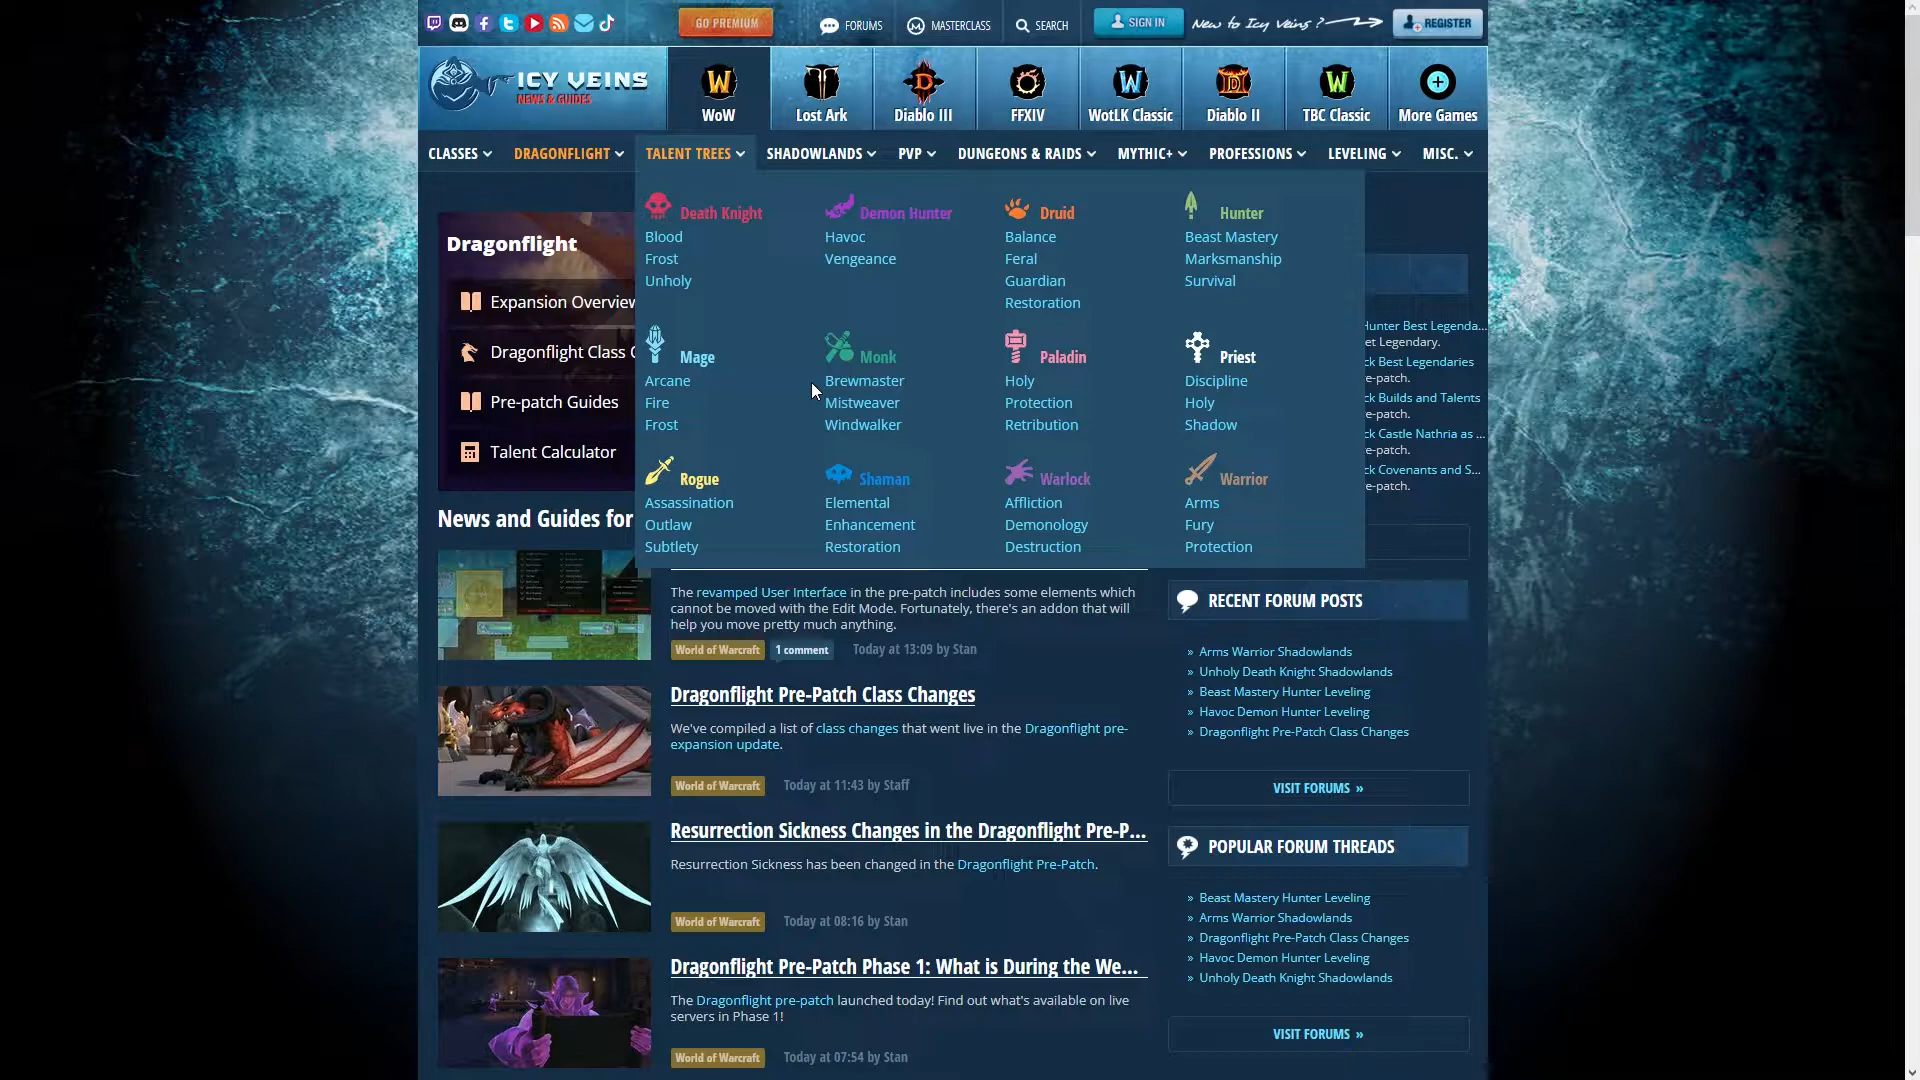 GO PREMIUM
FORUMS
MASTERCLASS
SEARCH
SIGN IN
New to Icy Veins ?
REGISTER
ICY VEINS
NEWS & GUIDES
WoW
Lost Ark
Diablo III
FFXIV
WotLK Classic
Diablo II
TBC Classic
More Games
CLASSES
DRAGONFLIGHT
TALENT TREES
SHADOWLANDS
PVP
DUNGEONS & RAIDS
MYTHIC+
PROFESSIONS
LEVELING
MISC.
Dragonflight
Expansion Overview
Dragonflight Class
Pre-patch Guides
Talent Calculator
Death Knight
Blood
Frost
Unholy
Demon Hunter
Havoc
Vengeance
Druid
Balance
Feral
Guardian
Restoration
Hunter
Beast Mastery
Marksmanship
Survival
Mage
Arcane
Fire
Frost
Monk
Brewmaster
Mistweaver
Windwalker
Paladin
Holy
Protection
Retribution
Priest
Discipline
Holy
Shadow
Rogue
Assassination
Outlaw
Subtlety
Shaman
Elemental
Enhancement
Restoration
Warlock
Affliction
Demonology
Destruction
Warrior
Arms
Fury
Protection
Hunter Best Legenda...
et Legendary.
ck Best Legendaries
e-patch.
ck Builds and Talents
e-patch.
ck Castle Nathria as ...
e-patch.
ck Covenants and S...
e-patch.
News and Guides for
The revamped User Interface in the pre-patch includes some elements which
cannot be moved with the Edit Mode. Fortunately, there's an addon that will
help you move pretty much anything.
World of Warcraft 1 comment Today at 13:09 by Stan
Dragonflight Pre-Patch Class Changes
We've compiled a list of class changes that went live in the Dragonflight pre-
expansion update.
World of Warcraft Today at 11:43 by Staff
Resurrection Sickness Changes in the Dragonflight Pre-P...
Resurrection Sickness has been changed in the Dragonflight Pre-Patch.
World of Warcraft Today at 08:16 by Stan
Dragonflight Pre-Patch Phase 1: What is During the We...
The Dragonflight pre-patch launched today! Find out what's available on live
servers in Phase 1!
World of Warcraft Today at 07:54 by Stan
RECENT FORUM POSTS
» Arms Warrior Shadowlands
» Unholy Death Knight Shadowlands
» Beast Mastery Hunter Leveling
» Havoc Demon Hunter Leveling
» Dragonflight Pre-Patch Class Changes
VISIT FORUMS »
POPULAR FORUM THREADS
» Beast Mastery Hunter Leveling
» Arms Warrior Shadowlands
» Dragonflight Pre-Patch Class Changes
» Havoc Demon Hunter Leveling
» Unholy Death Knight Shadowlands
VISIT FORUMS »